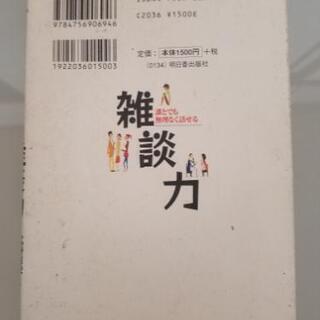 9784756906946
C2036 ¥1500E
1922036015003
定価：本体1500円＋税
(0134) 明日香出版社
誰とでも
無理なく話せる
雑談力